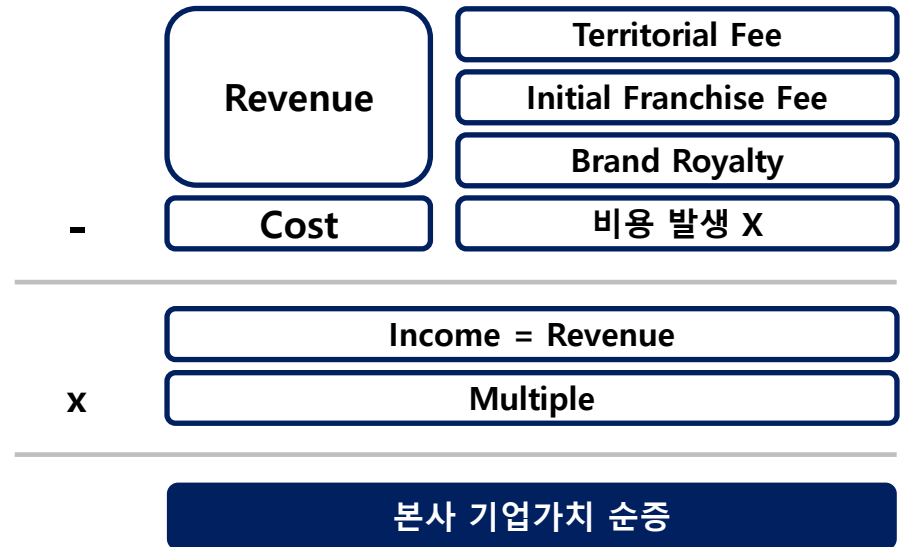 Revenue
Territorial Fee
Initial Franchise Fee
Brand Royalty
-
Cost
비용 발생 X
Income = Revenue
x
Multiple
본사 기업가치 순증